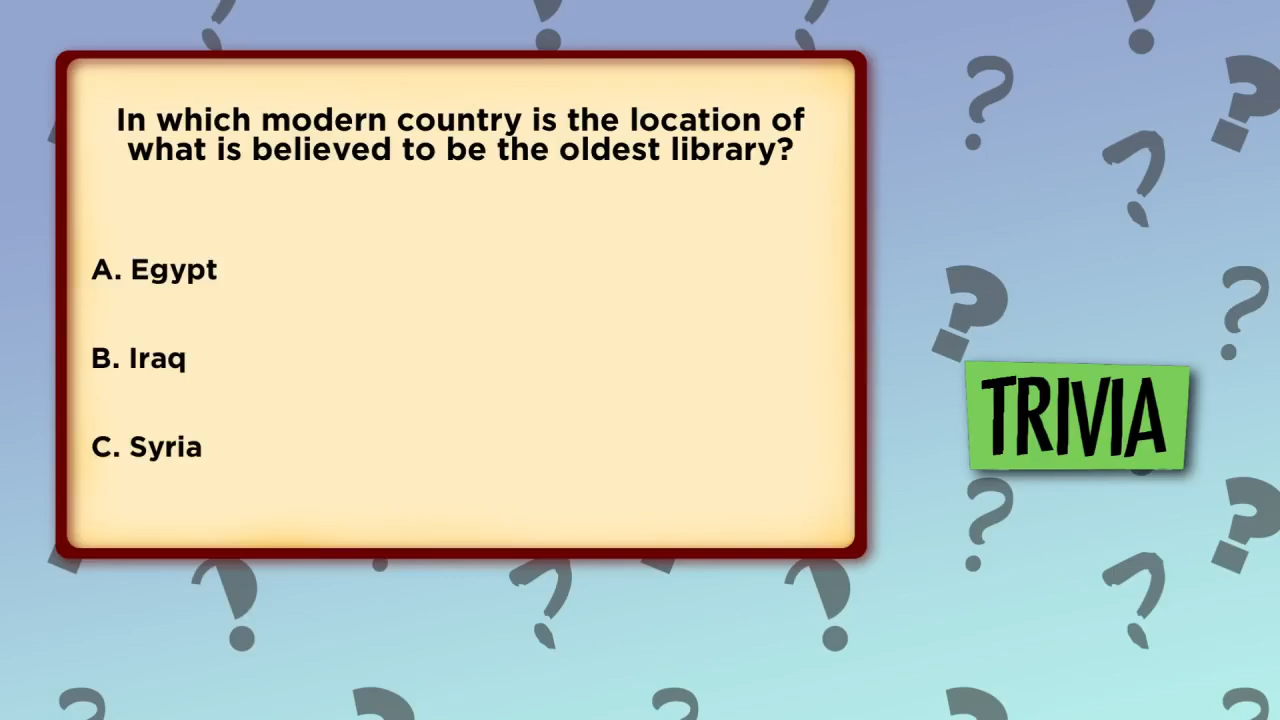 In which modern country is the location of
what is believed to be the oldest library?
A. Egypt
B. Iraq
C. Syria
TRIVIA